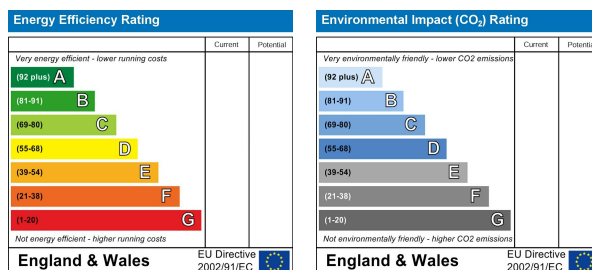 Energy Efficiency Rating
Current Potential
Very energy efficient - lower running costs
(92 plus) A
(81-91) B
(69-80) C
(55-68) D
(39-54) E
(21-38) F
(1-20) G
Not energy efficient - higher running costs
England & Wales
EU Directive
2002/91/EC
Environmental Impact (CO2) Rating
Current Potential
Very environmentally friendly - lower CO2 emissions
(92 plus) A
(81-91) B
(69-80) C
(55-68) D
(39-54) E
(21-38) F
(1-20) G
Not environmentally friendly - higher CO2 emissions
England & Wales
EU Directive
2002/91/EC